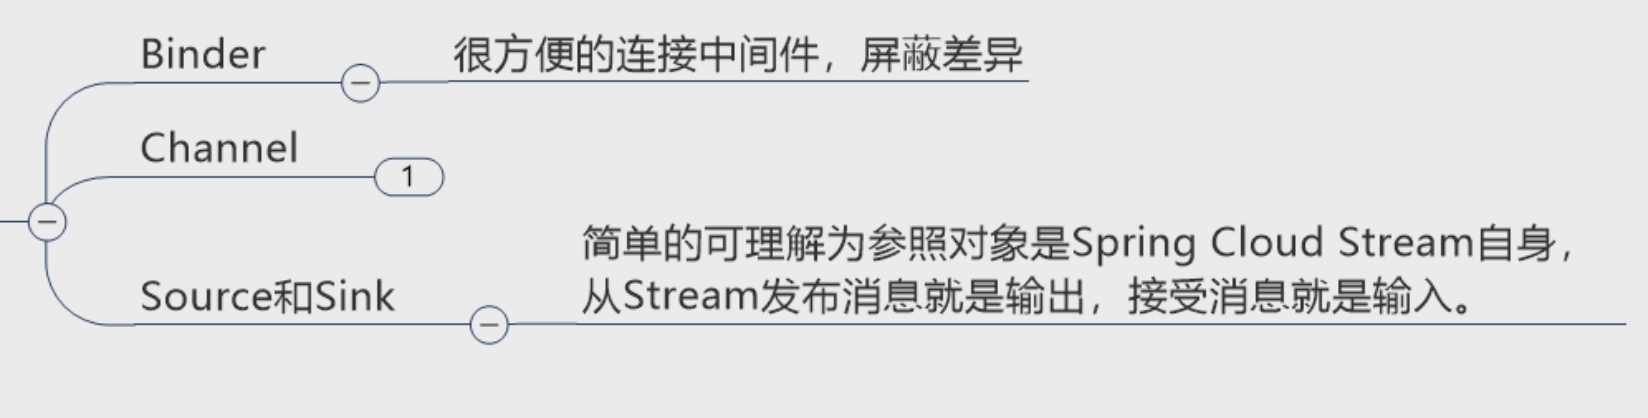 Binder
很方便的连接中间件，屏蔽差异
Channel
1
Source和Sink
简单的可理解为参照对象是Spring Cloud Stream自身，
从Stream发布消息就是输出，接受消息就是输入。